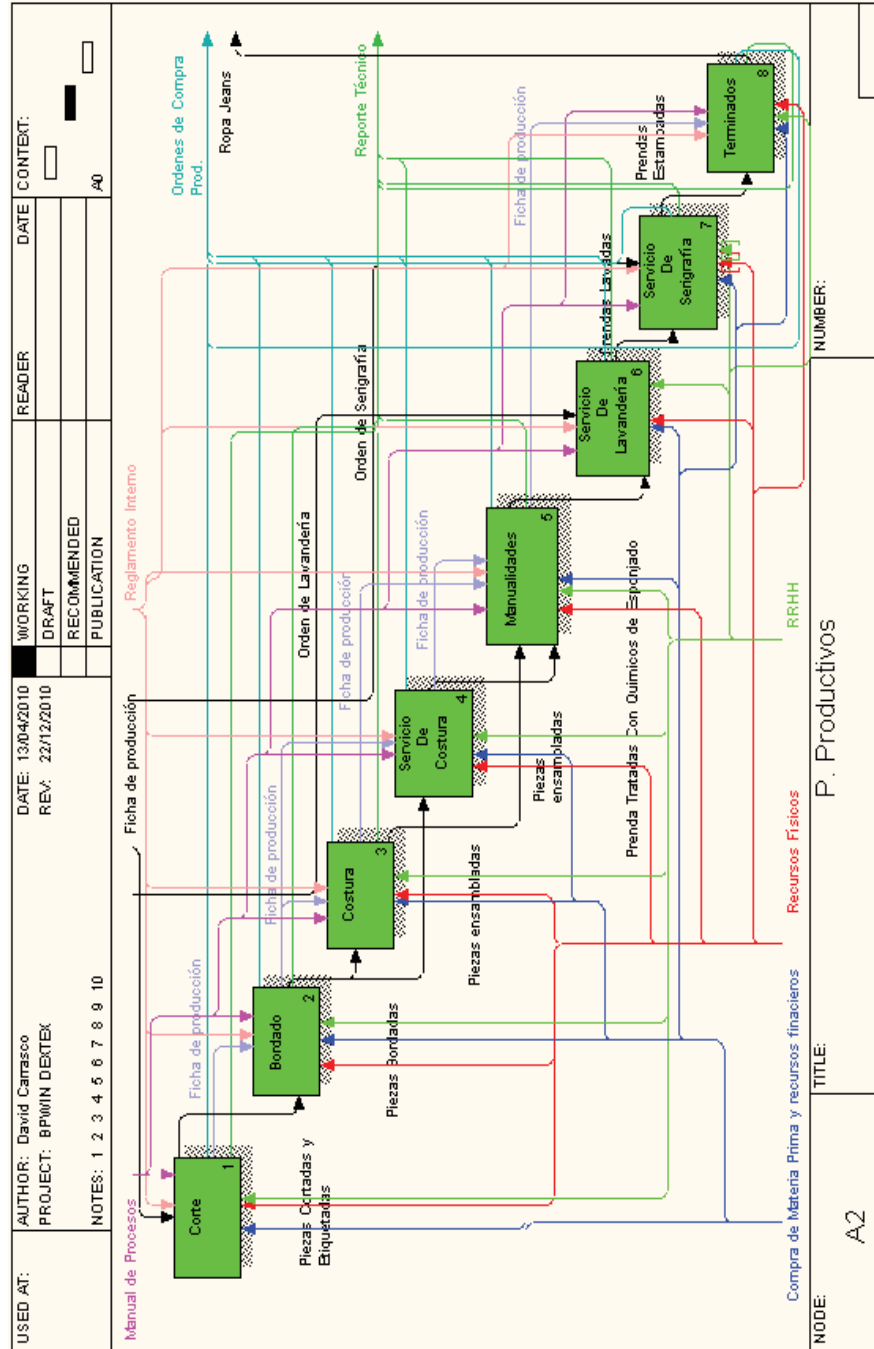 USED AT:
AUTHOR: David Carrasco
PROJECT: BPWIN DEXTEX
NOTES: 1 2 3 4 5 6 7 8 9 10
DATE: 13/04/2010
REV: 22/12/2010
WORKING
DRAFT
RECOMMENDED
PUBLICATION
READER
DATE
CONTEXT:
A0
Manual de Procesos
Ficha de producción
Reglamento Interno
Ordenes de Compra
Prod.
Ropa Jeans
Reporte Técnico
Corte
1
Ficha de producción
Piezas Cortadas y
Etiquetadas
Bordado
2
Ficha de producción
Piezas Bordadas
Costura
3
Ficha de producción
Piezas ensambladas
Servicio
De
Costura
4
Ficha de producción
Piezas
ensambladas
Orden de Lavandería
Manualidades
5
Ficha de producción
Prenda Tratadas Con Quimicos de Esponjado
Orden de Serigrafía
Servicio
De
Lavandería
6
Prendas Lavadas
Servicio
De
Serigrafía
7
Prendas
Estampadas
Terminados
8
Compra de Materia Prima y recursos finacieros
Recursos Físicos
RRHH
NODE:
A2
TITLE:
P. Productivos
NUMBER: